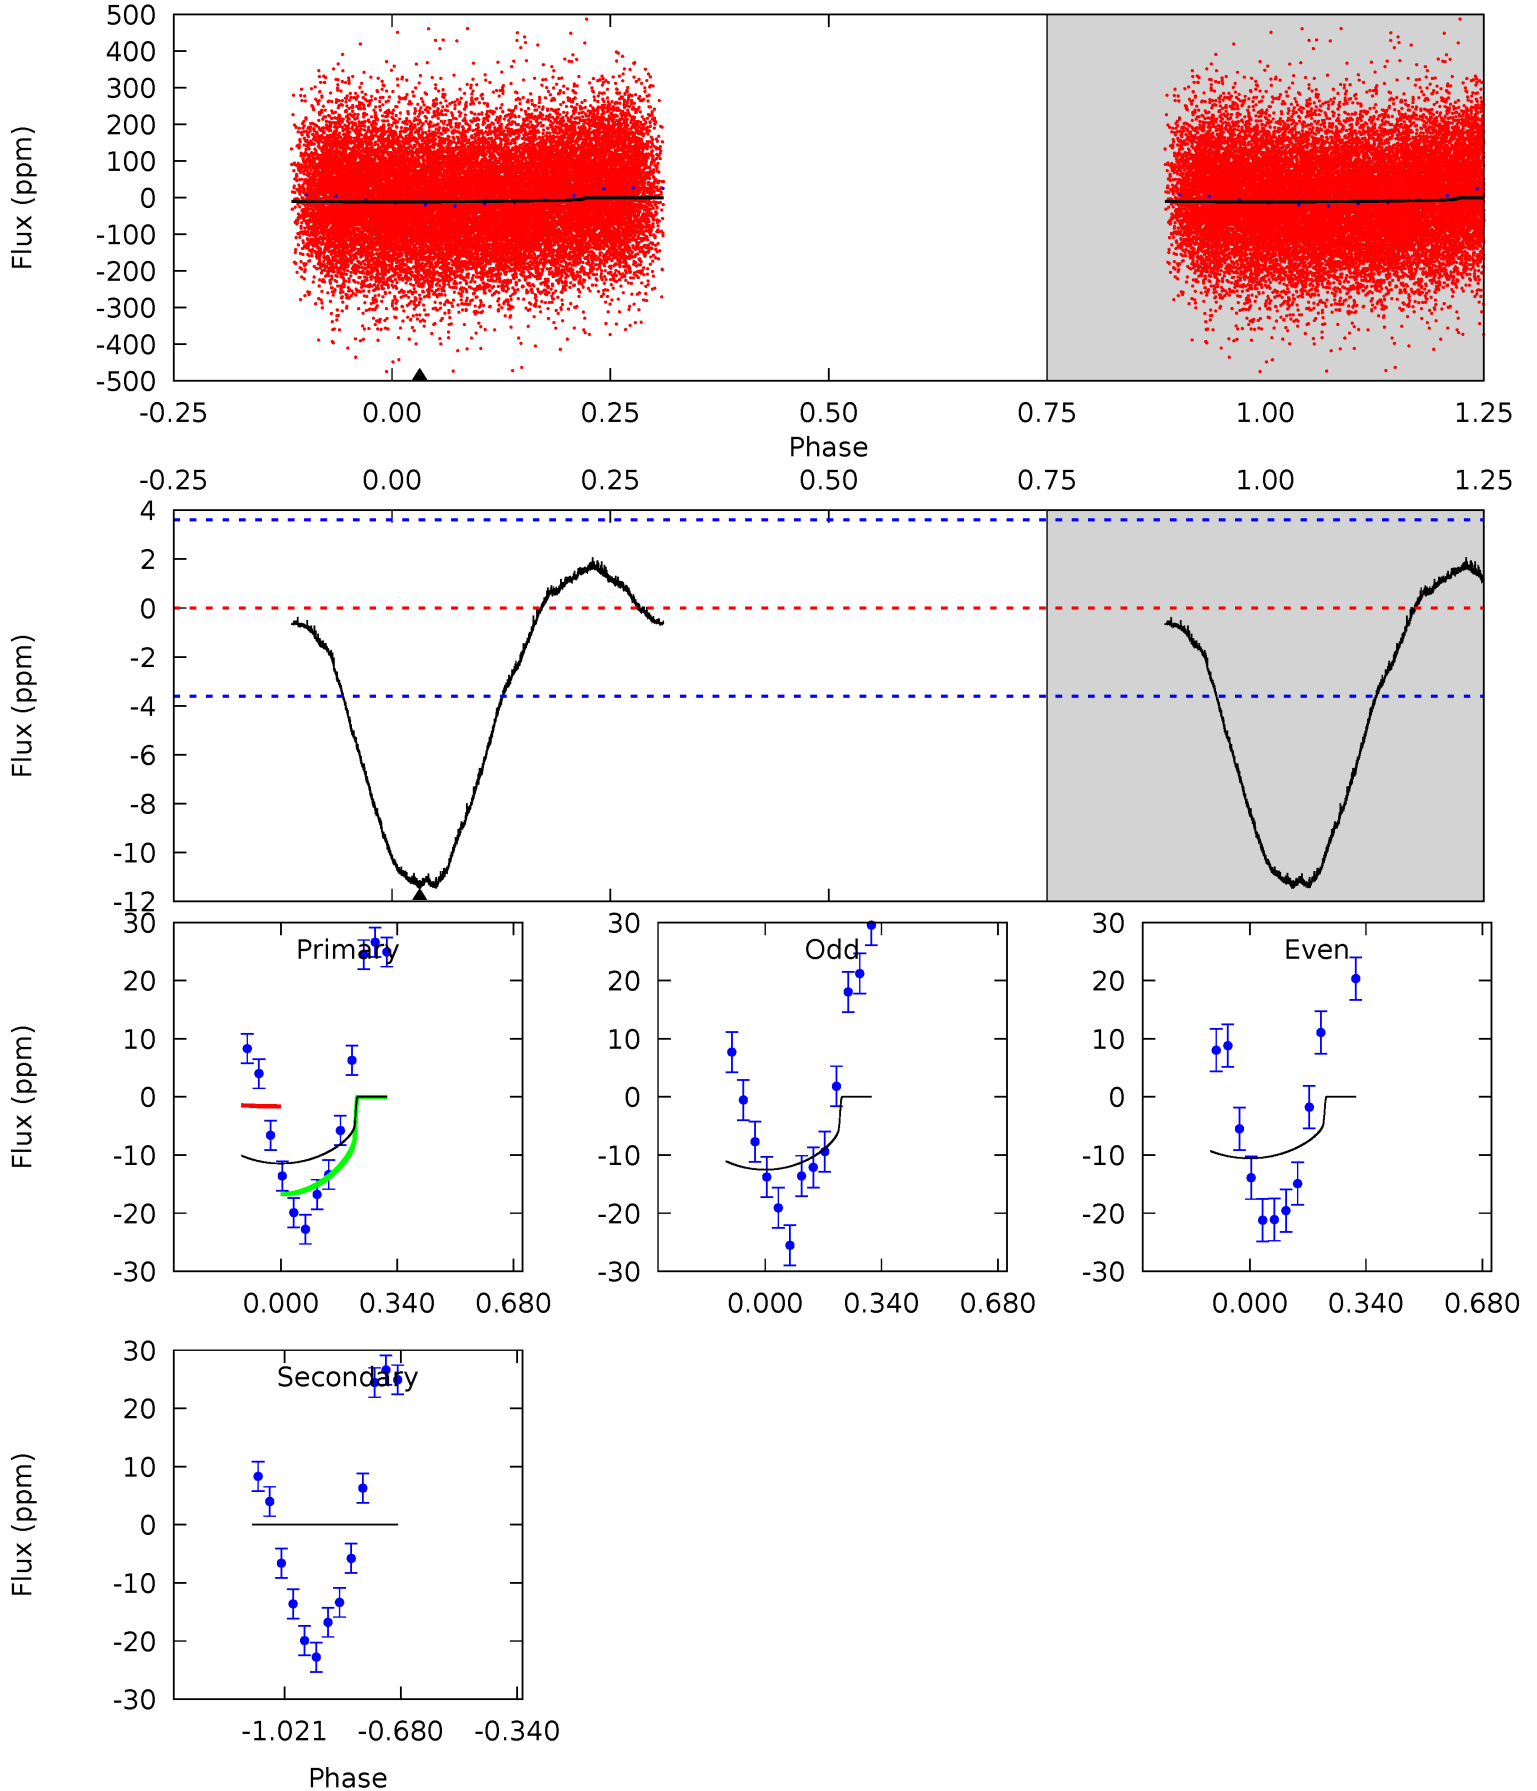 500
400
300
200
100
0
-100
-200
-300
-400
-500
Flux (ppm)
-0.25 0.00 0.25 0.50 0.75 1.00 1.25
Phase
-0.25 0.00 0.25 0.50 0.75 1.00 1.25
4
2
0
-2
-4
-6
-8
-10
-12
Flux (ppm)
Primary Odd Even
30 30 30
20 20 20
10 10 10
0 0 0
-10 -10 -10
-20 -20 -20
-30 -30 -30
Flux (ppm)
0.000 0.340 0.680 0.000 0.340 0.680 0.000 0.340 0.680
Secondary
30
20
10
0
-10
-20
-30
Flux (ppm)
-1.021 -0.680 -0.340
Phase